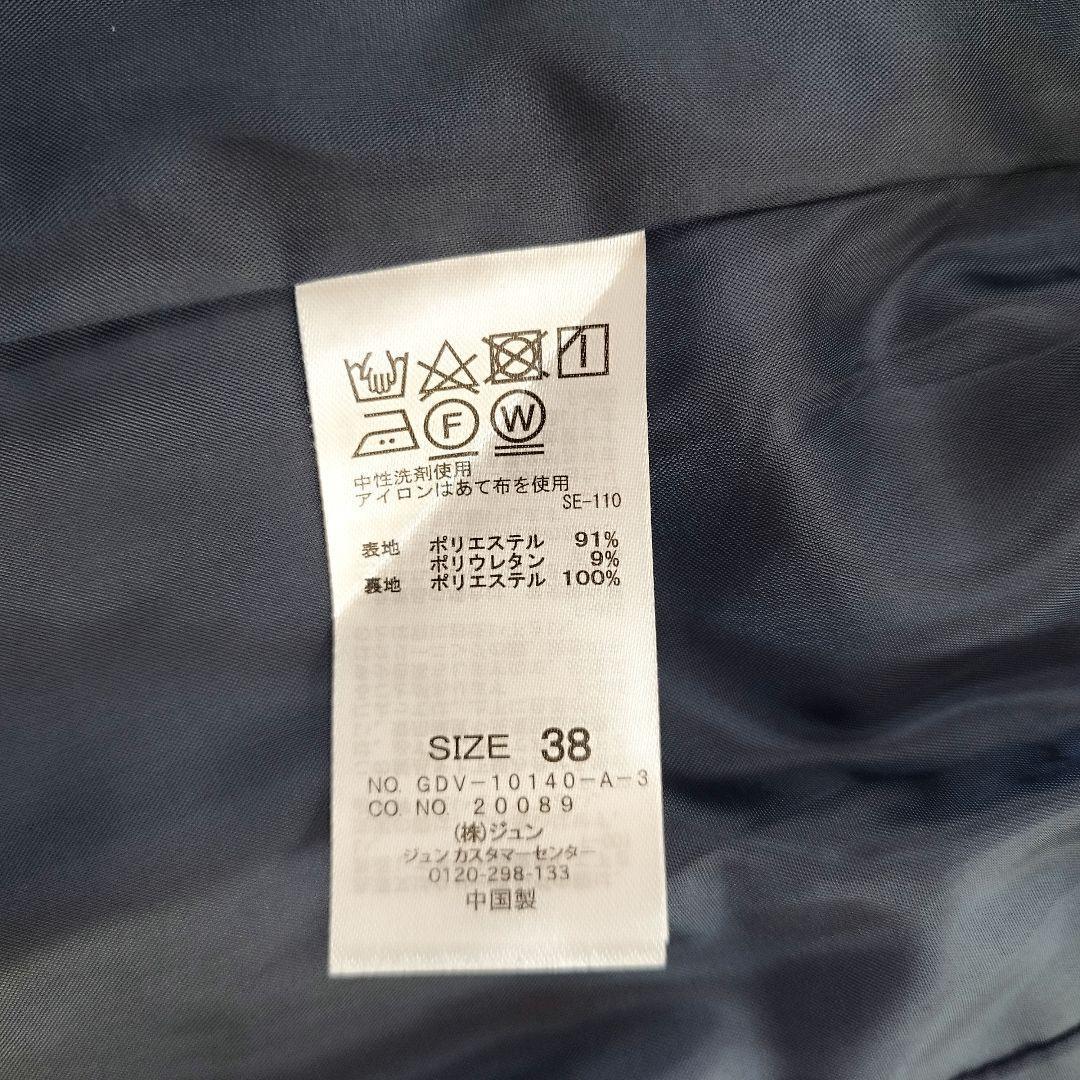 F W
中性洗剤使用
アイロンはあて布を使用
SE-110
表地 ポリエステル 91%
ポリウレタン 9%
裏地 ポリエステル 100%
SIZE 38
NO. GDV-10140-A-3
CO. NO. 20089
(株)ジュン
ジュン カスタマーセンター
0120-298-133
中国製